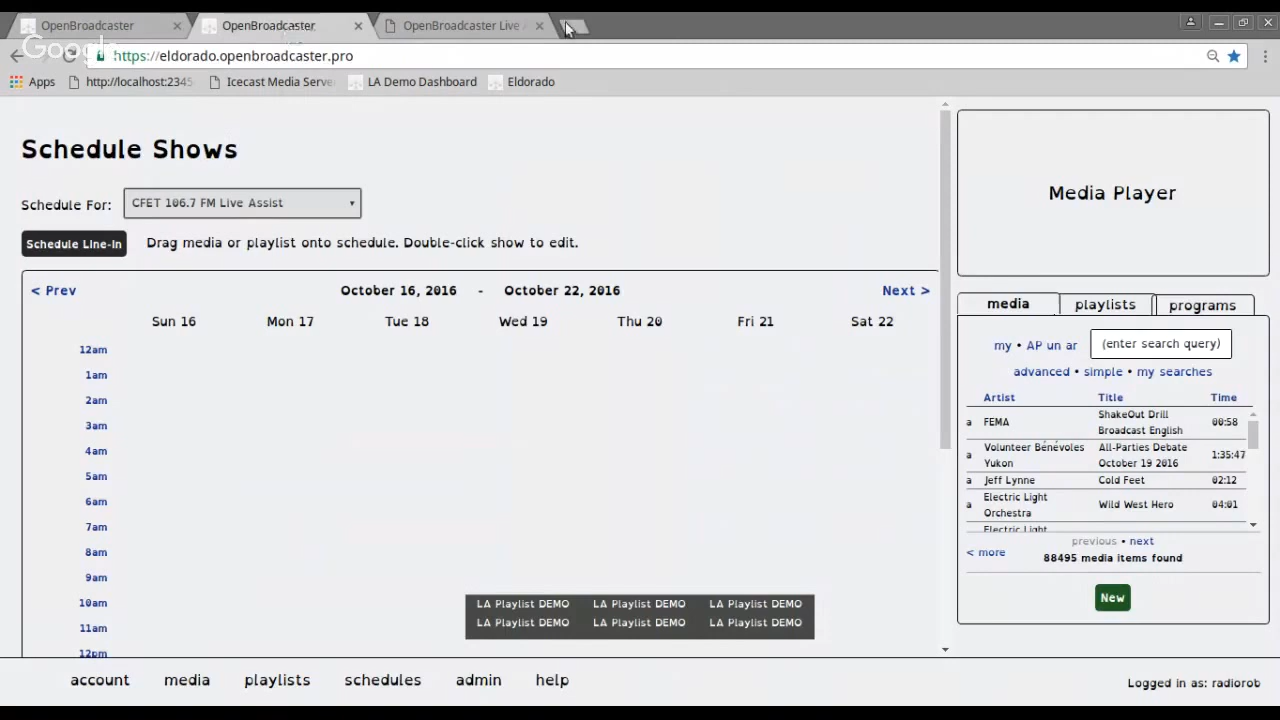 OpenBroadcaster
OpenBroadcaster
OpenBroadcaster Live
Google
https://eldorado.openbroadcaster.pro
Apps
http://localhost:2345
Icecast Media Serve
LA Demo Dashboard
Eldorado
Schedule Shows
Schedule For: CFET 106.7 FM Live Assist
Schedule Line-In
Drag media or playlist onto schedule. Double-click show to edit.
< Prev
October 16, 2016 - October 22, 2016
Next >
Sun 16 Mon 17 Tue 18 Wed 19 Thu 20 Fri 21 Sat 22
12am
1am
2am
3am
4am
5am
6am
7am
8am
9am
10am
11am
12pm
LA Playlist DEMO LA Playlist DEMO LA Playlist DEMO
LA Playlist DEMO LA Playlist DEMO LA Playlist DEMO
Media Player
media playlists programs
my • AP un ar (enter search query)
advanced • simple • my searches
Artist Title Time
a FEMA ShakeOut Drill Broadcast English 00:58
a Volunteer Bénévoles Yukon All-Parties Debate October 19 2016 1:35:47
a Jeff Lynne Cold Feet 02:12
a Electric Light Orchestra Wild West Hero 04:01
Electric Light
previous • next
< more
88495 media items found
New
account media playlists schedules admin help
Logged in as: radiorob